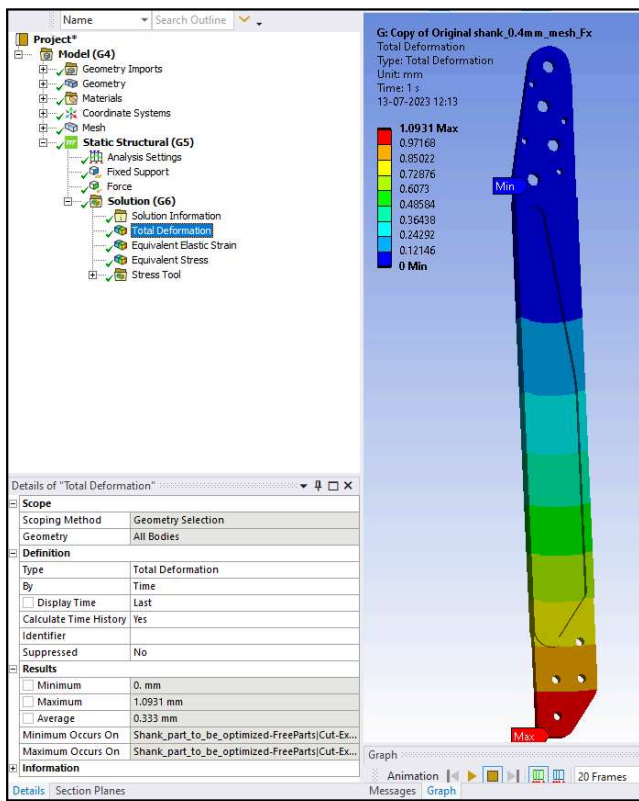 Name
Search Outline
Project*
Model (G4)
Geometry Imports
Geometry
Materials
Coordinate Systems
Mesh
Static Structural (G5)
Analysis Settings
Fixed Support
Force
Solution (G6)
Solution Information
Total Deformation
Equivalent Elastic Strain
Equivalent Stress
Stress Tool
Details of "Total Deformation"
Scope
Scoping Method Geometry Selection
Geometry All Bodies
Definition
Type Total Deformation
By Time
Display Time Last
Calculate Time History Yes
Identifier
Suppressed No
Results
Minimum 0. mm
Maximum 1.0931 mm
Average 0.333 mm
Minimum Occurs On Shank_part_to_be_optimized-FreeParts|Cut-Ex...
Maximum Occurs On Shank_part_to_be_optimized-FreeParts|Cut-Ex...
Information
Details Section Planes
G: Copy of Original shank_0.4mm_mesh_Fx
Total Deformation
Type: Total Deformation
Unit: mm
Time: 1 s
13-07-2023 12:13
1.0931 Max
0.97168
0.85022
0.72876
0.6073
0.48584
0.36438
0.24292
0.12146
0 Min
Min
Max
Graph
Animation 20 Frames
Messages Graph